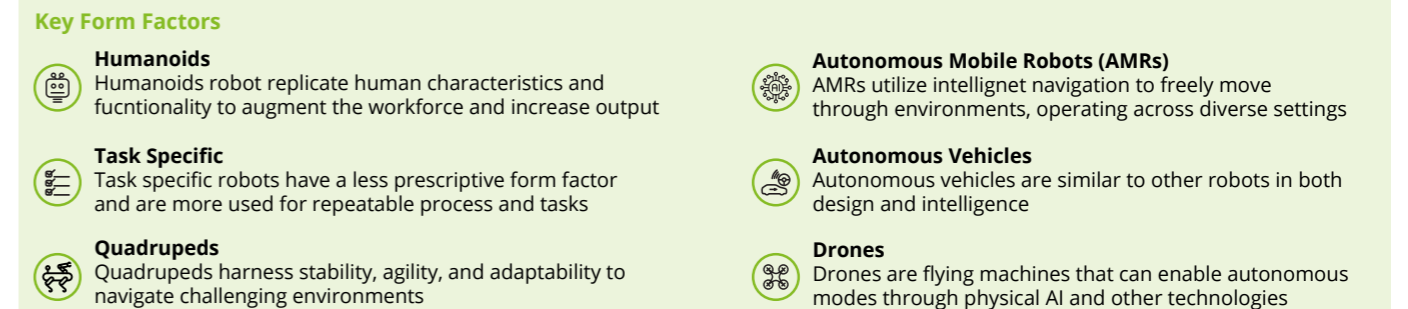 Key Form Factors
Humanoids
Humanoids robot replicate human characteristics and
fucntionality to augment the workforce and increase output
Task Specific
Task specific robots have a less prescriptive form factor
and are more used for repeatable process and tasks
Quadrupeds
Quadrupeds harness stability, agility, and adaptability to
navigate challenging environments
Autonomous Mobile Robots (AMRs)
AMRs utilize intellignet navigation to freely move
through environments, operating across diverse settings
Autonomous Vehicles
Autonomous vehicles are similar to other robots in both
design and intelligence
Drones
Drones are flying machines that can enable autonomous
modes through physical AI and other technologies
AI